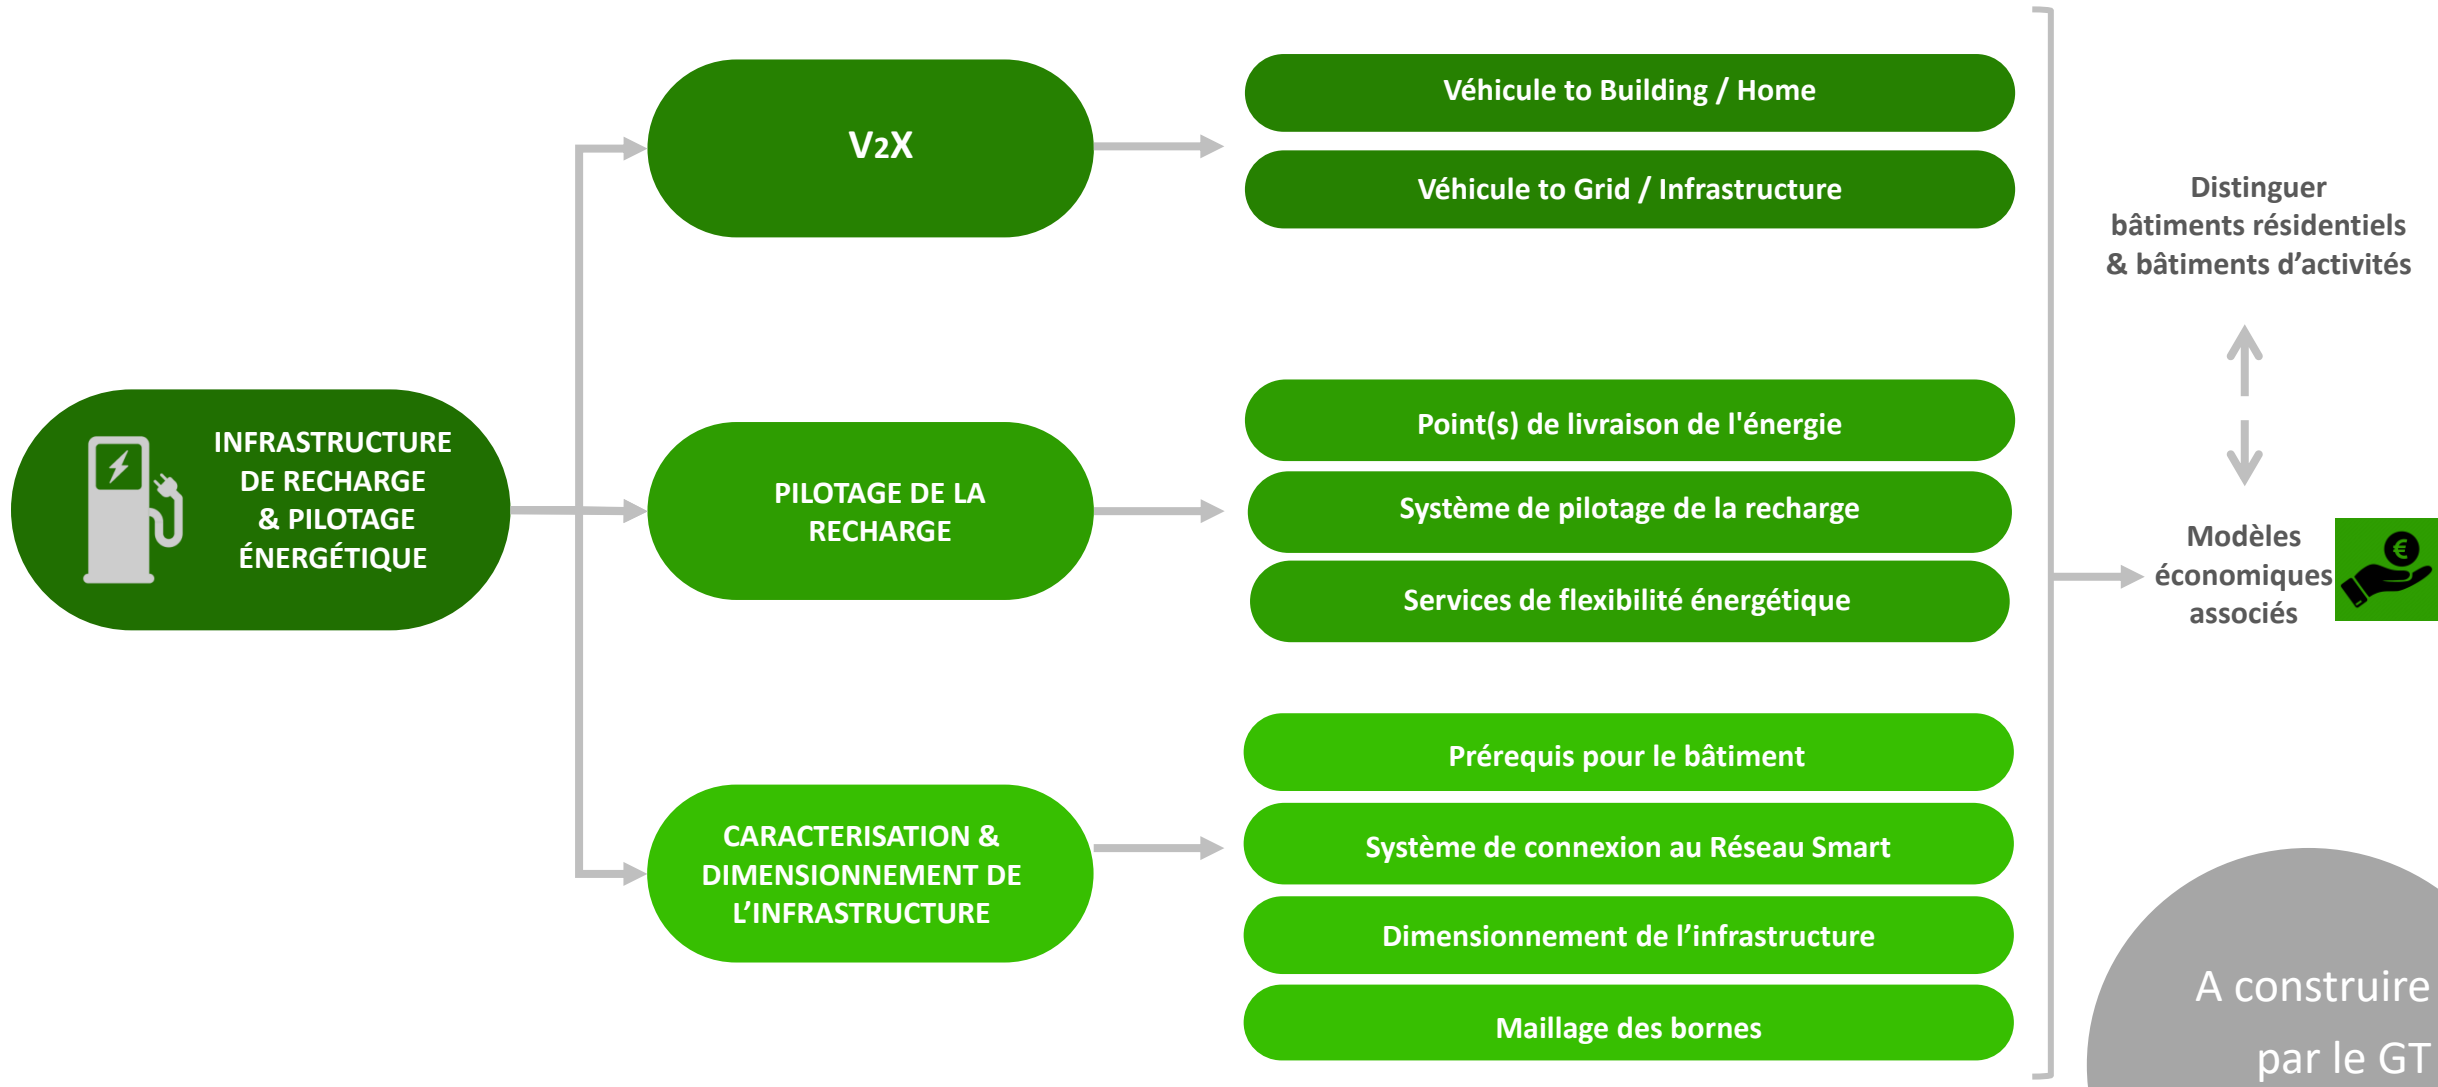 INFRASTRUCTURE
DE RECHARGE
& PILOTAGE
ÉNERGÉTIQUE
V2X
Véhicule to Building / Home
Véhicule to Grid / Infrastructure
PILOTAGE DE LA
RECHARGE
Point(s) de livraison de l'énergie
Système de pilotage de la recharge
Services de flexibilité énergétique
CARACTERISATION &
DIMENSIONNEMENT DE
L’INFRASTRUCTURE
Prérequis pour le bâtiment
Système de connexion au Réseau Smart
Dimensionnement de l’infrastructure
Maillage des bornes
Distinguer
bâtiments résidentiels
& bâtiments d’activités
Modèles
économiques
associés
€
A construire
par le GT